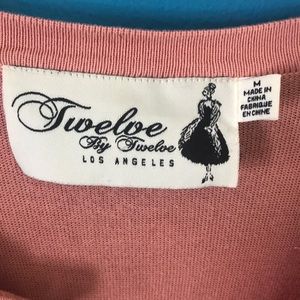 Twelve
By Twelve
LOS ANGELES
M
MADE IN
CHINA
FABRIQUE
EN CHINE